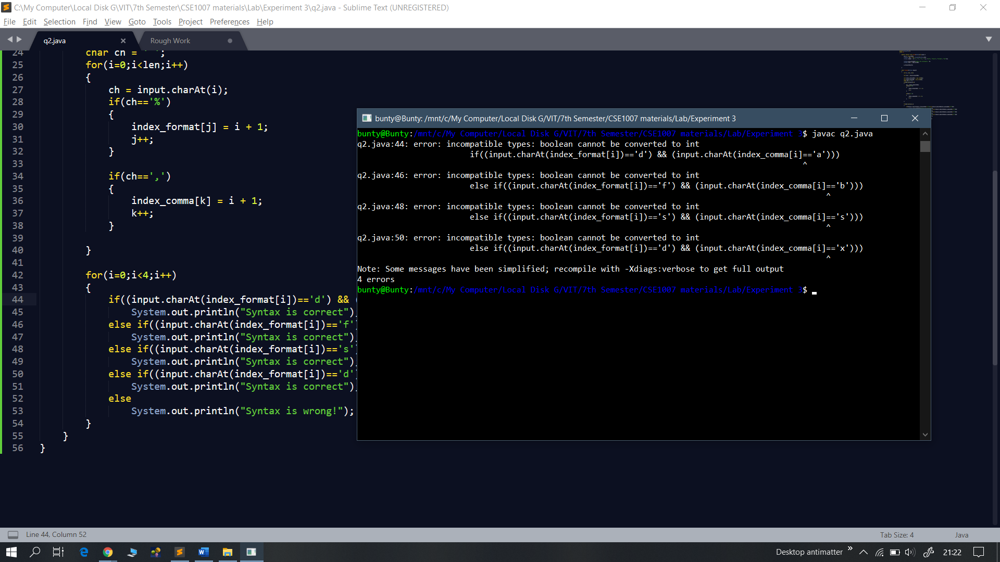 C:\My Computer\Local Disk G\VIT\7th Semester\CSE1007 materials\Lab\Experiment 3\q2.java - Sublime Text (UNREGISTERED)
File Edit Selection Find View Goto Tools Project Preferences Help
q2.java Rough Work
24 char ch = ' ';
25 for(i=0;i<len;i++)
26 {
27 ch = input.charAt(i);
28 if(ch=='%')
29 {
30 index_format[j] = i + 1;
31 j++;
32 }
33
34 if(ch==',')
35 {
36 index_comma[k] = i + 1;
37 k++;
38 }
39
40 }
41
42 for(i=0;i<4;i++)
43 {
44 if((input.charAt(index_format[i])=='d') && (
45 System.out.println("Syntax is correct")
46 else if((input.charAt(index_format[i])=='f'
47 System.out.println("Syntax is correct")
48 else if((input.charAt(index_format[i])=='s'
49 System.out.println("Syntax is correct")
50 else if((input.charAt(index_format[i])=='d'
51 System.out.println("Syntax is correct")
52 else
53 System.out.println("Syntax is wrong!");
54 }
55 }
56 }
bunty@Bunty: /mnt/c/My Computer/Local Disk G/VIT/7th Semester/CSE1007 materials/Lab/Experiment 3
bunty@Bunty:/mnt/c/My Computer/Local Disk G/VIT/7th Semester/CSE1007 materials/Lab/Experiment 3$ javac q2.java
q2.java:44: error: incompatible types: boolean cannot be converted to int
if((input.charAt(index_format[i])=='d') && (input.charAt(index_comma[i]=='a')))
^
q2.java:46: error: incompatible types: boolean cannot be converted to int
else if((input.charAt(index_format[i])=='f') && (input.charAt(index_comma[i]=='b')))
^
q2.java:48: error: incompatible types: boolean cannot be converted to int
else if((input.charAt(index_format[i])=='s') && (input.charAt(index_comma[i]=='s')))
^
q2.java:50: error: incompatible types: boolean cannot be converted to int
else if((input.charAt(index_format[i])=='d') && (input.charAt(index_comma[i]=='x')))
^
Note: Some messages have been simplified; recompile with -Xdiags:verbose to get full output
4 errors
bunty@Bunty:/mnt/c/My Computer/Local Disk G/VIT/7th Semester/CSE1007 materials/Lab/Experiment 3$
Line 44, Column 52 Tab Size: 4 Java
Desktop antimatter » 21:22